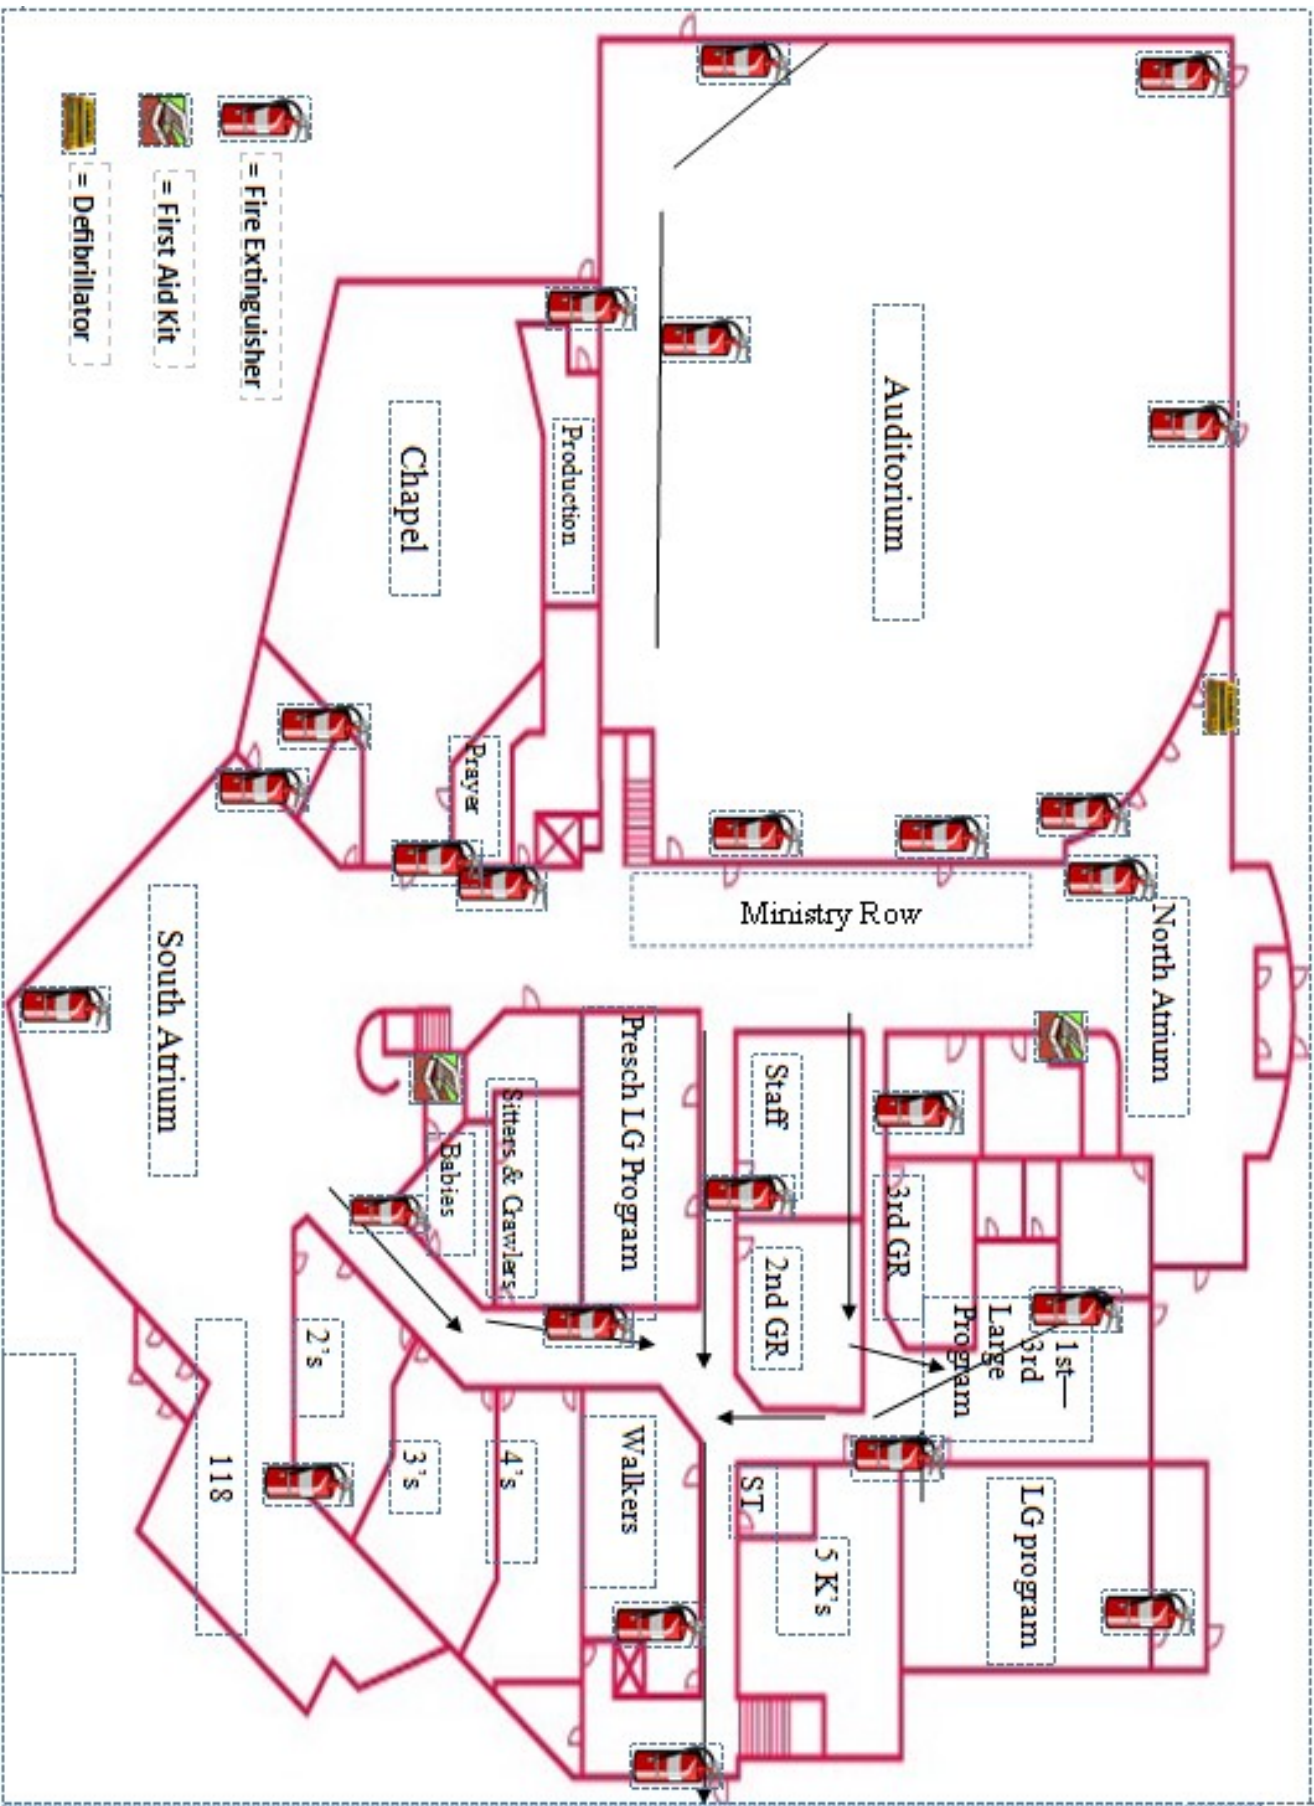 = Fire Extinguisher
= First Aid Kit
= Defibrillator
Auditorium
Production
Chapel
Prayer
Ministry Row
North Atrium
South Atrium
Presch LG Program
Sitters & Crawlers
Babies
Staff
2nd GR
3rd GR
1st—
3rd
Large
Program
LG program
5 K's
ST
Walkers
4's
3's
2's
118